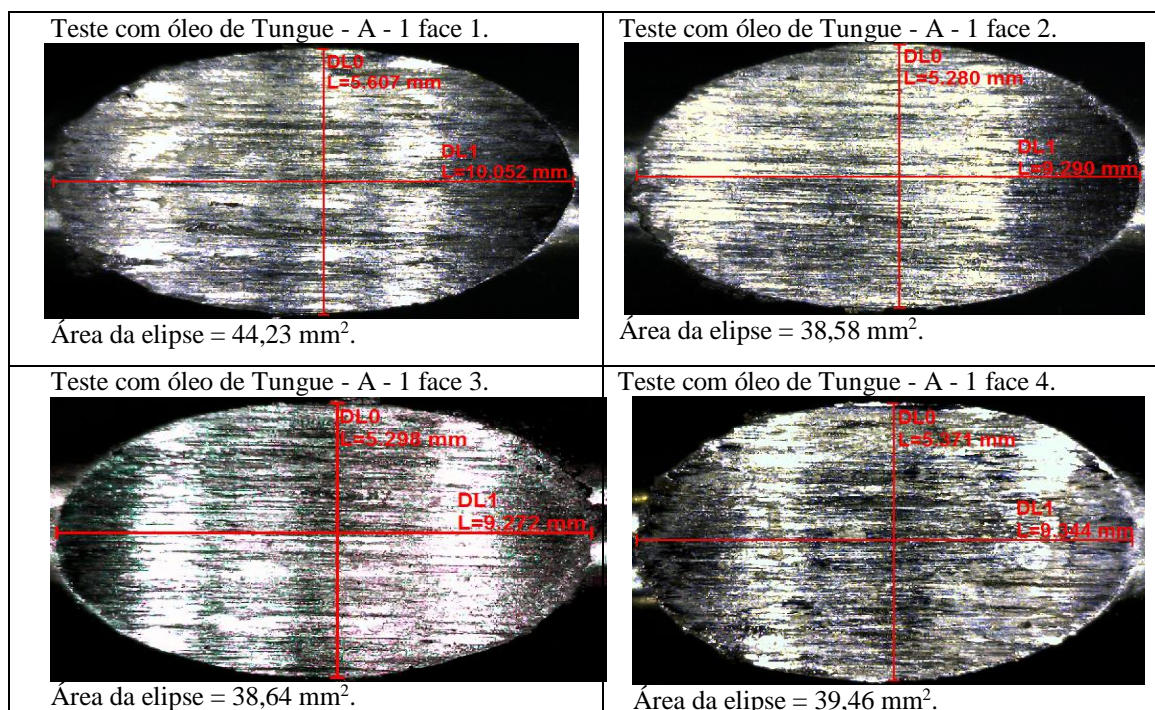 Teste com óleo de Tungue - A - 1 face 1.
DL0
L=5.607 mm
DL1
L=10.052 mm
Área da elipse = 44,23 mm².
Teste com óleo de Tungue - A - 1 face 2.
DL0
L=5.280 mm
DL1
L=9.290 mm
Área da elipse = 38,58 mm².
Teste com óleo de Tungue - A - 1 face 3.
DL0
L=5.298 mm
DL1
L=9.272 mm
Área da elipse = 38,64 mm².
Teste com óleo de Tungue - A - 1 face 4.
DL0
L=5.371 mm
DL1
L=9.344 mm
Área da elipse = 39,46 mm².